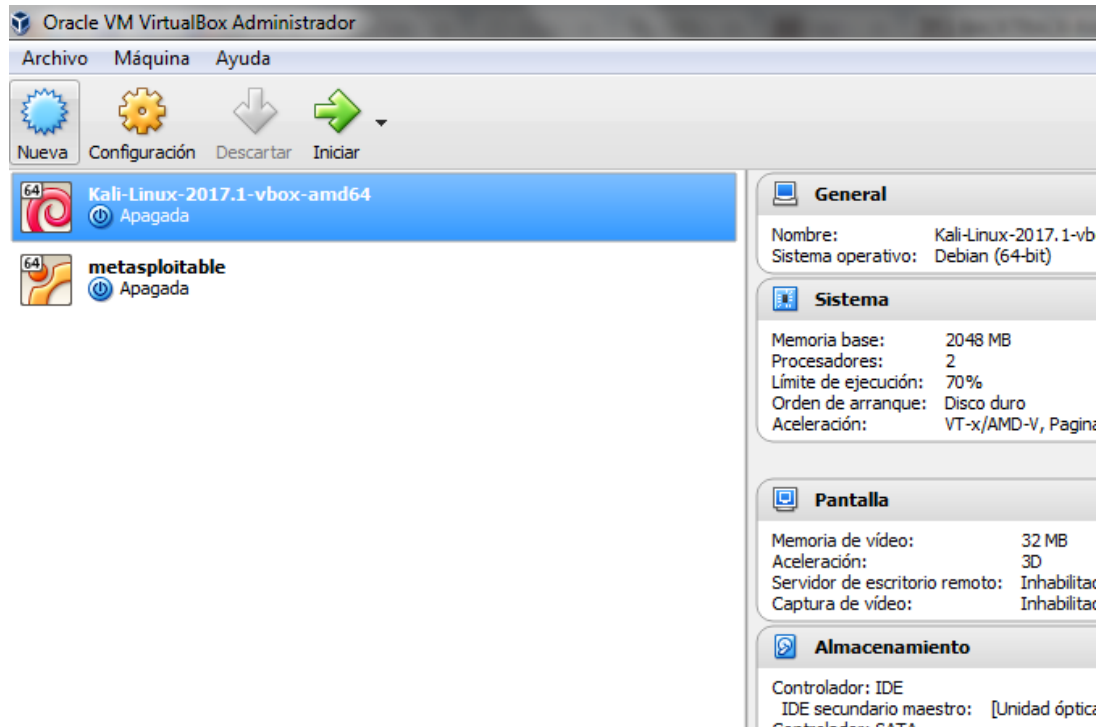 Oracle VM VirtualBox Administrador
Archivo Máquina Ayuda
Nueva Configuración Descartar Iniciar
64 Kali-Linux-2017.1-vbox-amd64
Apagada
64 metasploitable
Apagada
General
Nombre: Kali-Linux-2017.1-vb
Sistema operativo: Debian (64-bit)
Sistema
Memoria base: 2048 MB
Procesadores: 2
Límite de ejecución: 70%
Orden de arranque: Disco duro
Aceleración: VT-x/AMD-V, Pagina
Pantalla
Memoria de vídeo: 32 MB
Aceleración: 3D
Servidor de escritorio remoto: Inhabilitad
Captura de vídeo: Inhabilitad
Almacenamiento
Controlador: IDE
IDE secundario maestro: [Unidad óptica
Controlador: SATA